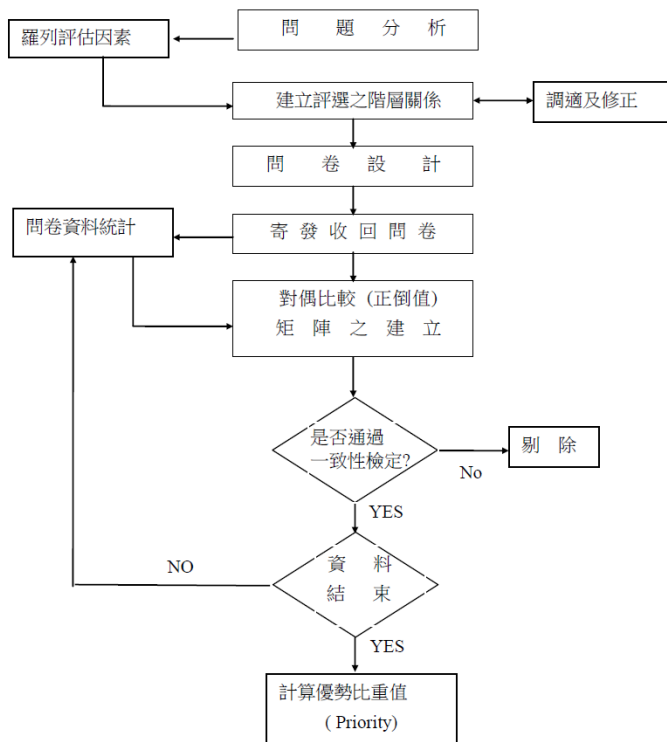 問 題 分 析
羅列評估因素
建立評選之階層關係
調適及修正
問 卷 設 計
寄 發 收 回 問 卷
問卷資料統計
對偶比較 (正倒值)
矩 陣 之 建 立
是否通過
一致性檢定?
No
剔 除
YES
資 料
結 束
NO
YES
計算優勢比重值
( Priority)